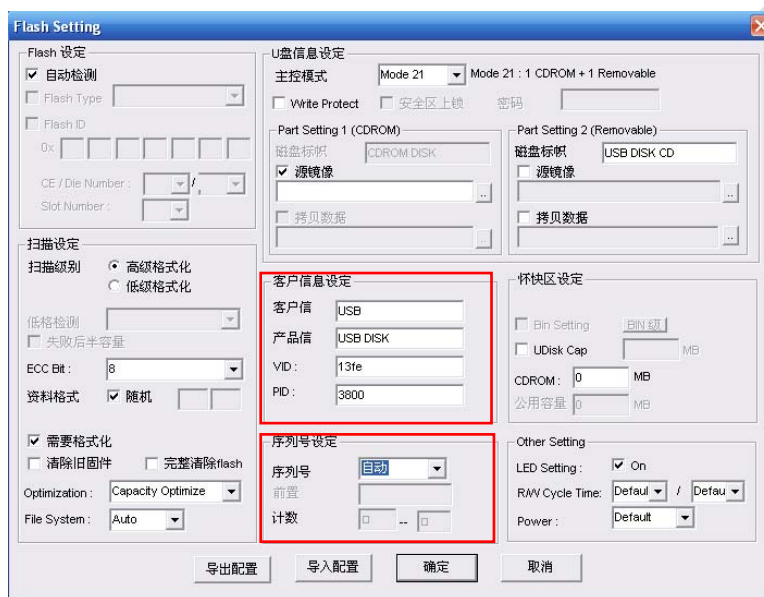 Flash Setting
Flash 设定
自动检测
Flash Type
Flash ID
0x
CE / Die Number :
/
Slot Number :
扫描设定
扫描级别
高级格式化
低级格式化
低格检测
失败后半容量
ECC Bit :
8
资料格式
随机
需要格式化
清除旧固件
完整清除flash
Optimization :
Capacity Optimize
File System :
Auto
U盘信息设定
主控模式
Mode 21
Mode 21 : 1 CDROM + 1 Removable
Write Protect
安全区上锁
密码
Part Setting 1 (CDROM)
磁盘标帜
CDROM DISK
源镜像
..
拷贝数据
..
Part Setting 2 (Removable)
磁盘标帜
USB DISK CD
源镜像
..
拷贝数据
..
客户信息设定
客户信
USB
产品信
USB DISK
VID :
13fe
PID :
3800
怀快区设定
Bin Setting
BIN 级]
UDisk Cap
MB
CDROM :
0
MB
公用容量
0
MB
序列号设定
序列号
自动
前置
计数
0
--
0
Other Setting
LED Setting :
On
R/W Cycle Time:
Defaul
/
Defau
Power :
Default
导出配置
导入配置
确定
取消